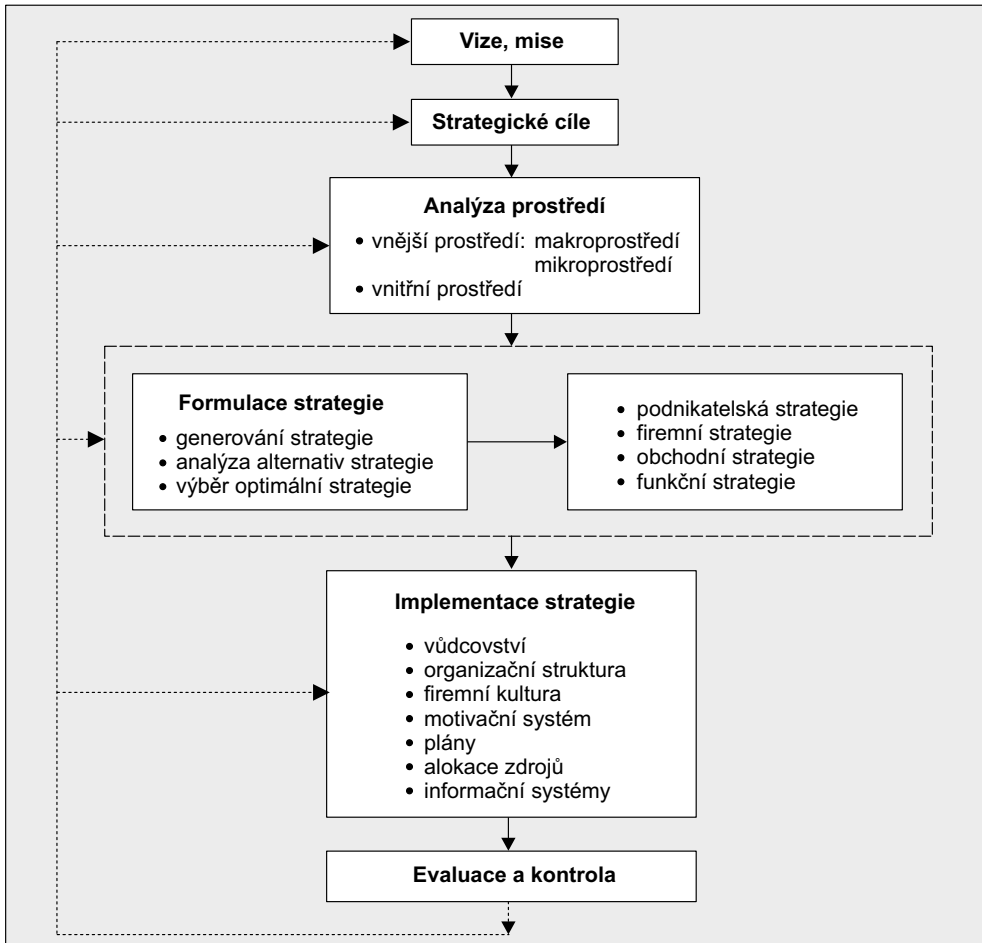 Vize, mise
Strategické cíle
Analýza prostředí
• vnější prostředí: makroprostředí
mikroprostředí
• vnitřní prostředí
Formulace strategie
• generování strategie
• analýza alternativ strategie
• výběr optimální strategie
• podnikatelská strategie
• firemní strategie
• obchodní strategie
• funkční strategie
Implementace strategie
• vůdcovství
• organizační struktura
• firemní kultura
• motivační systém
• plány
• alokace zdrojů
• informační systémy
Evaluace a kontrola